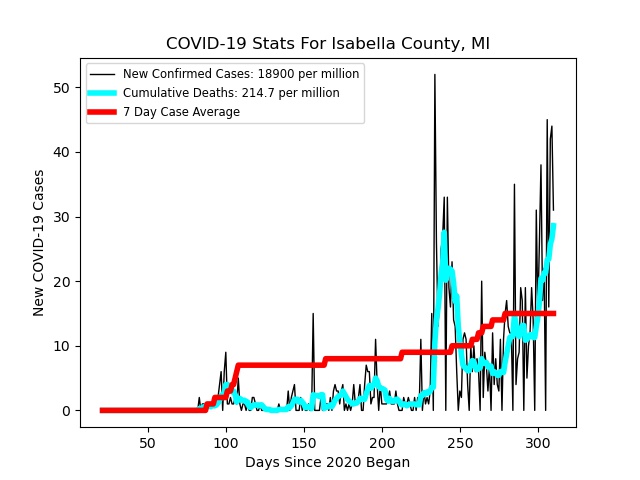 COVID-19 Stats For Isabella County, MI
New Confirmed Cases: 18900 per million
Cumulative Deaths: 214.7 per million
7 Day Case Average
New COVID-19 Cases
50
40
30
20
10
0
50 100 150 200 250 300
Days Since 2020 Began